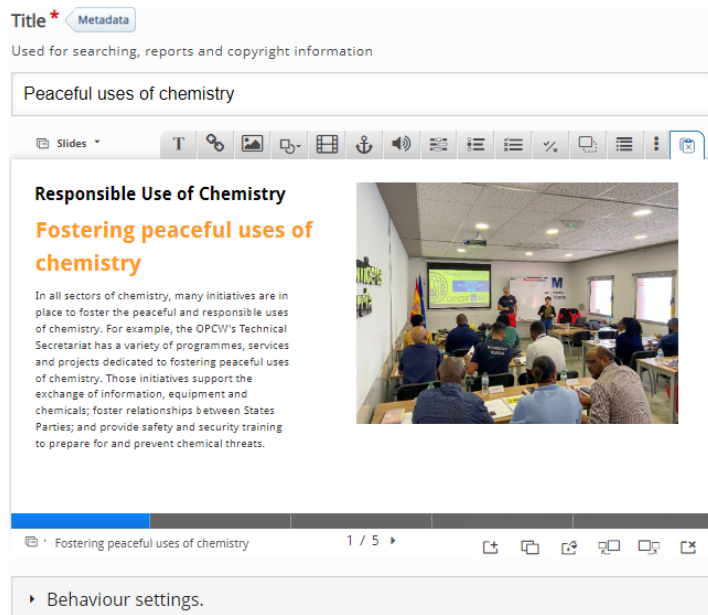 Title *
Metadata
Used for searching, reports and copyright information
Peaceful uses of chemistry
Slides
T
Responsible Use of Chemistry
Fostering peaceful uses of
chemistry
In all sectors of chemistry, many initiatives are in
place to foster the peaceful and responsible uses
of chemistry. For example, the OPCW's Technical
Secretariat has a variety of programmes, services
and projects dedicated to fostering peaceful uses
of chemistry. Those initiatives support the
exchange of information, equipment and
chemicals; foster relationships between States
Parties; and provide safety and security training
to prepare for and prevent chemical threats.
OPCW
M
Fostering peaceful uses of chemistry
1 / 5
Behaviour settings.